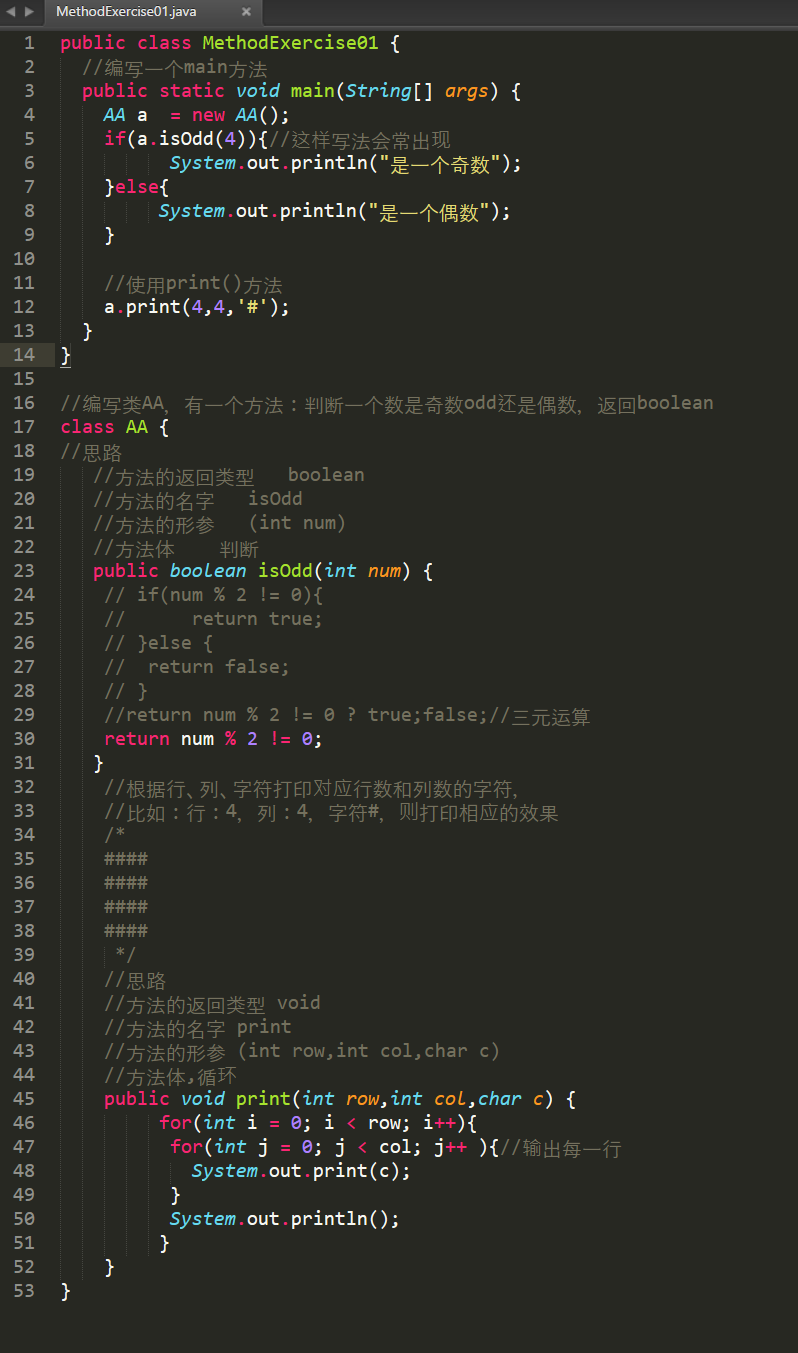 MethodExercise01.java
1 public class MethodExercise01 {
2 //编写一个main方法
3 public static void main(String[] args) {
4 AA a  = new AA();
5 if(a.isOdd(4)){//这样写法会常出现
6 System.out.println("是一个奇数");
7 }else{
8 System.out.println("是一个偶数");
9 }
10
11 //使用print()方法
12 a.print(4,4,'#');
13 }
14 }
15
16 //编写类AA，有一个方法：判断一个数是奇数odd还是偶数，返回boolean
17 class AA {
18 //思路
19 //方法的返回类型   boolean
20 //方法的名字   isOdd
21 //方法的形参   (int num)
22 //方法体    判断
23 public boolean isOdd(int num) {
24 // if(num % 2 != 0){
25 //      return true;
26 // }else {
27 //  return false;
28 // }
29 //return num % 2 != 0 ? true;false;//三元运算
30 return num % 2 != 0;
31 }
32 //根据行、列、字符打印对应行数和列数的字符，
33 //比如：行：4，列：4，字符#，则打印相应的效果
34 /*
35 ####
36 ####
37 ####
38 ####
39 */
40 //思路
41 //方法的返回类型 void
42 //方法的名字 print
43 //方法的形参 (int row,int col,char c)
44 //方法体,循环
45 public void print(int row,int col,char c) {
46 for(int i = 0; i < row; i++){
47 for(int j = 0; j < col; j++ ){//输出每一行
48 System.out.print(c);
49 }
50 System.out.println();
51 }
52 }
53 }